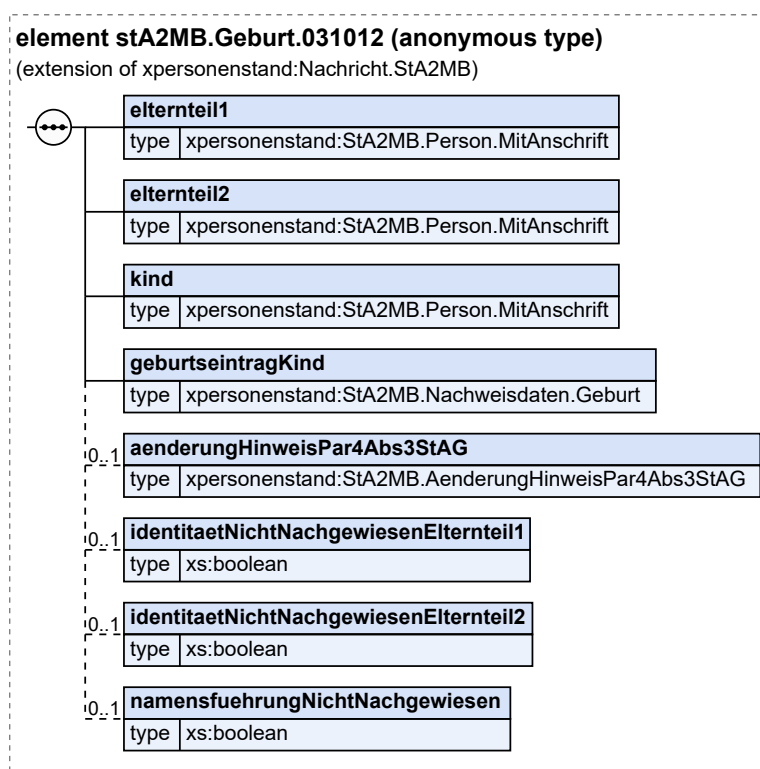 element stA2MB.Geburt.031012 (anonymous type)
(extension of xpersonenstand:Nachricht.StA2MB)
elternteil1
type xpersonenstand:StA2MB.Person.MitAnschrift
elternteil2
type xpersonenstand:StA2MB.Person.MitAnschrift
kind
type xpersonenstand:StA2MB.Person.MitAnschrift
geburtseintragKind
type xpersonenstand:StA2MB.Nachweisdaten.Geburt
0..1 aenderungHinweisPar4Abs3StAG
type xpersonenstand:StA2MB.AenderungHinweisPar4Abs3StAG
0..1 identitaetNichtNachgewiesenElternteil1
type xs:boolean
0..1 identitaetNichtNachgewiesenElternteil2
type xs:boolean
0..1 namensfuehrungNichtNachgewiesen
type xs:boolean